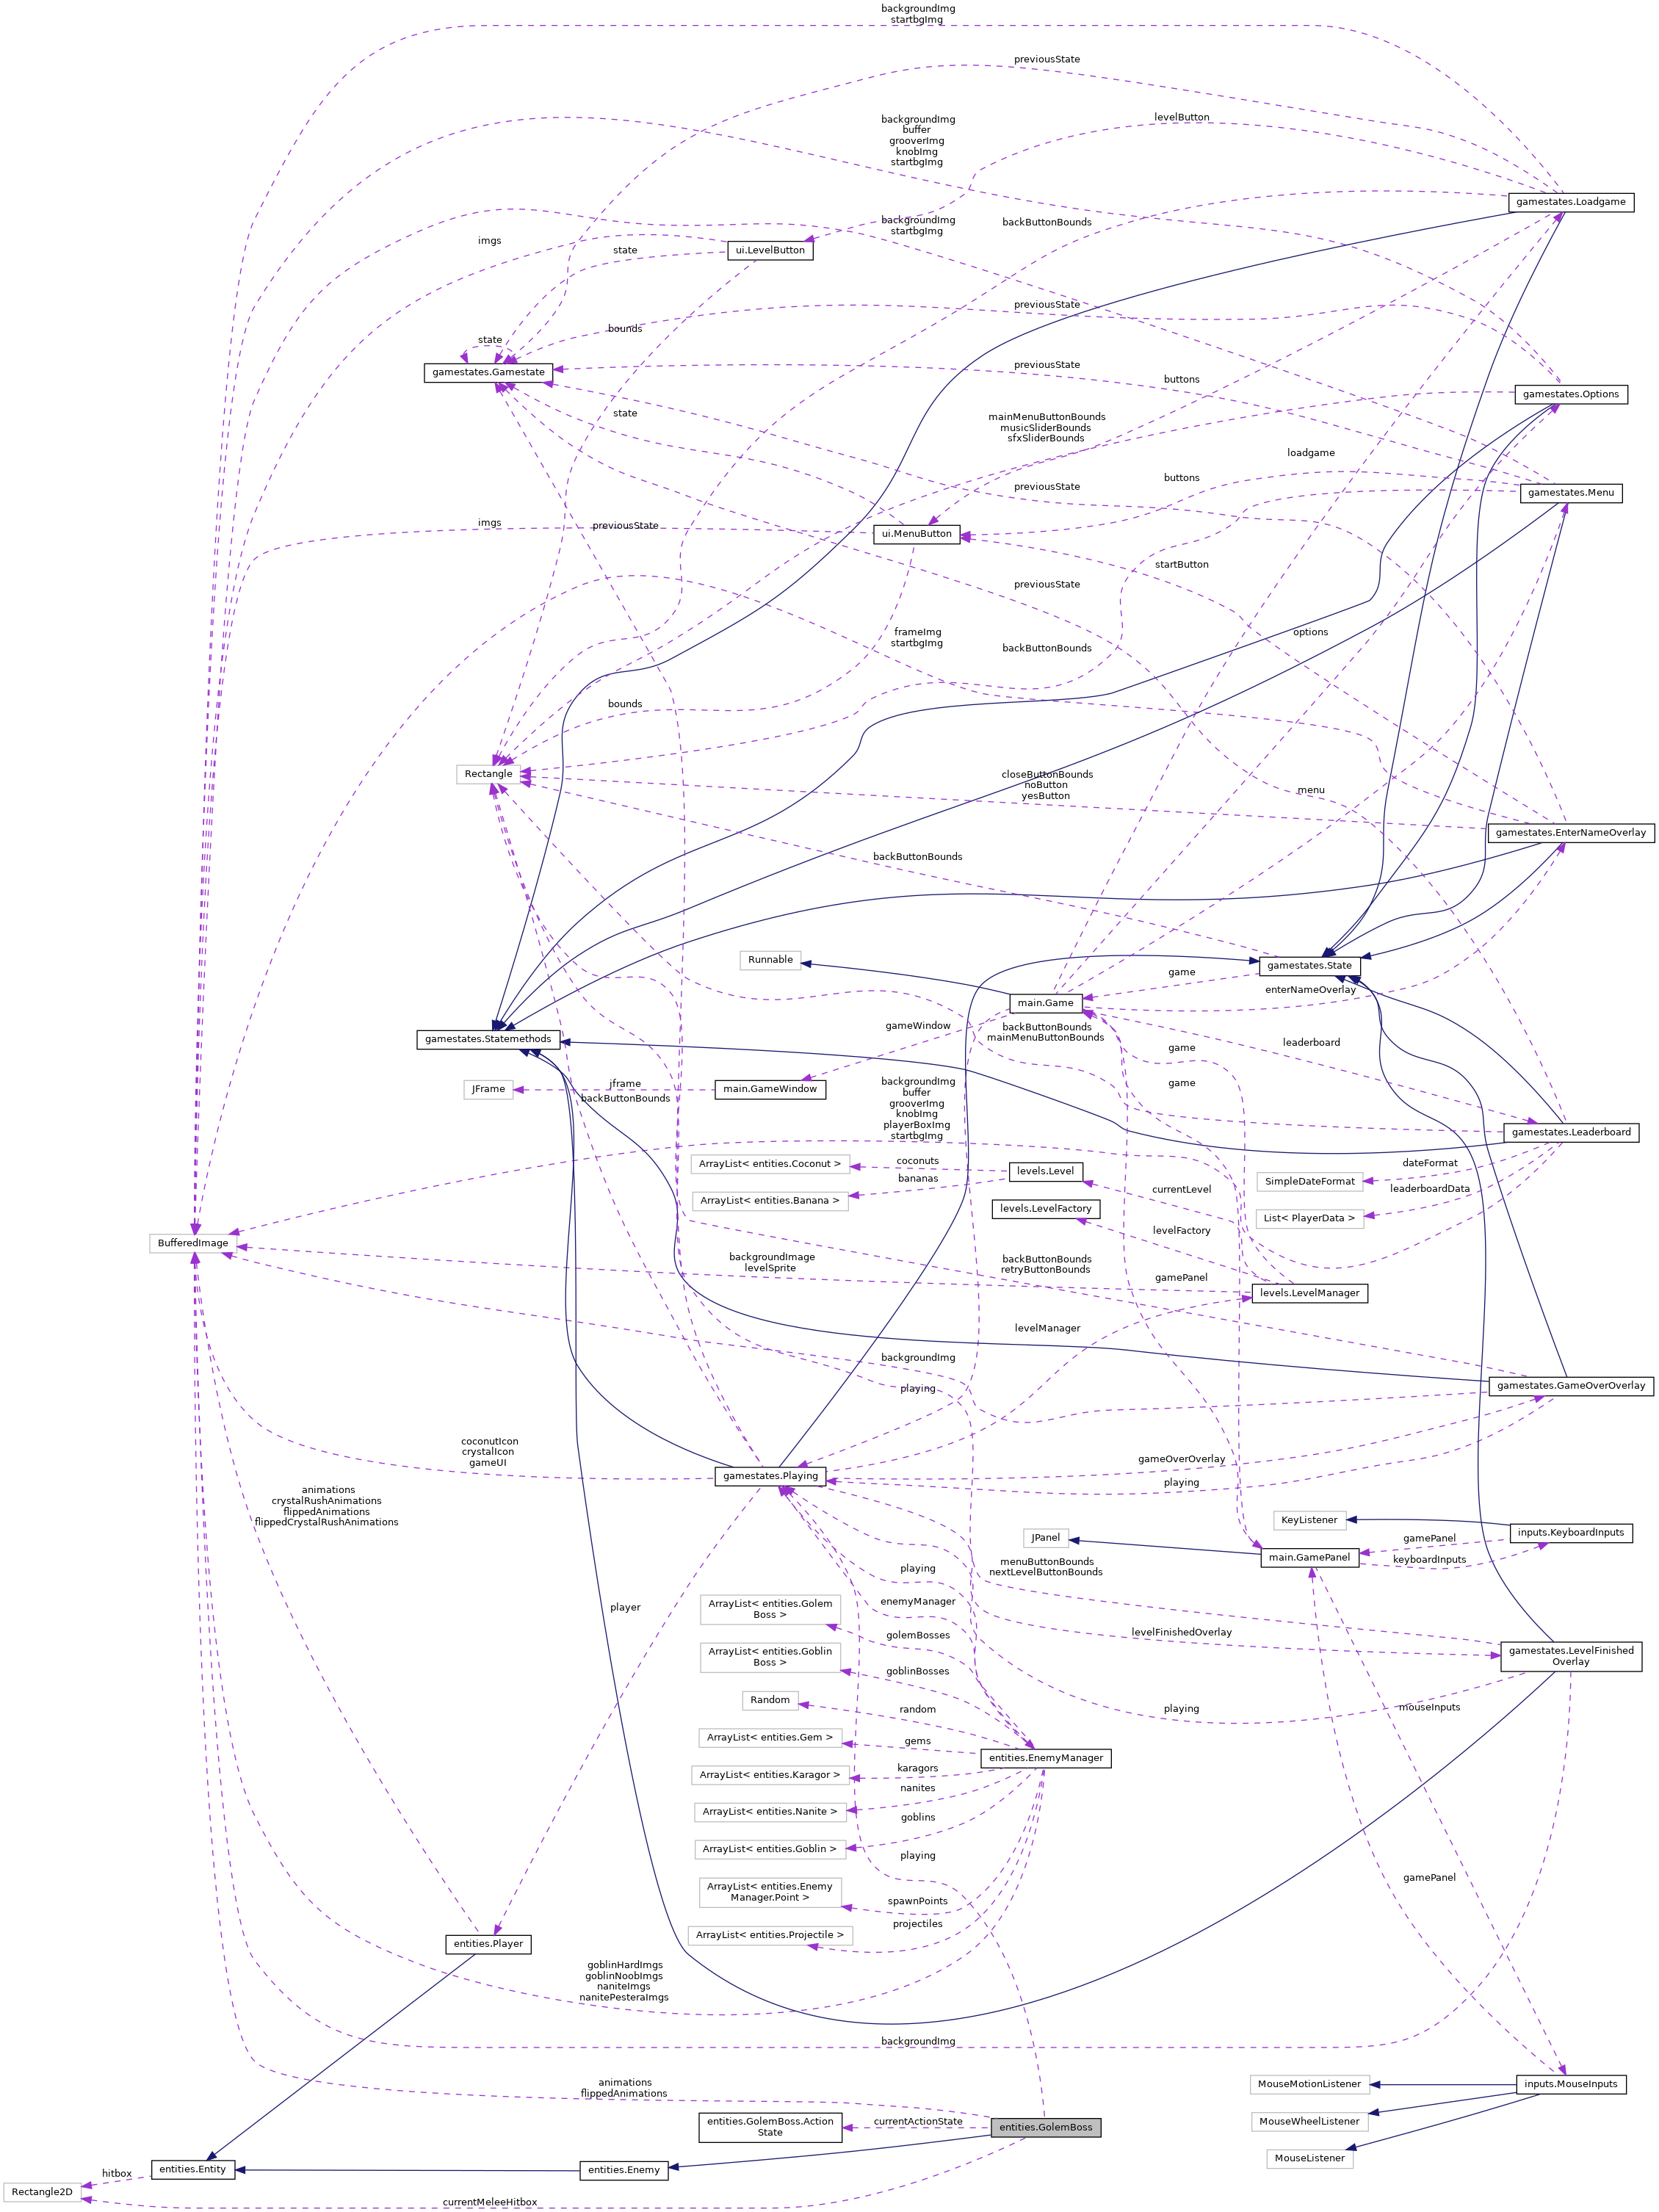 backgroundImg
startbgImg
previousState
levelButton
backgroundImg
buffer
grooverImg
knobImg
startbgImg
gamestates.Loadgame
backgroundImg
startbgImg
backButtonBounds
imgs
state
ui.LevelButton
previousState
bounds
state
gamestates.Gamestate
previousState
buttons
gamestates.Options
state
mainMenuButtonBounds
musicSliderBounds
sfxSliderBounds
loadgame
buttons
previousState
gamestates.Menu
imgs
previousState
ui.MenuButton
startButton
previousState
frameImg
startbgImg
options
backButtonBounds
bounds
Rectangle
closeButtonBounds
noButton
yesButton
menu
gamestates.EnterNameOverlay
backButtonBounds
Runnable
gamestates.State
game
enterNameOverlay
main.Game
gameWindow
backButtonBounds
mainMenuButtonBounds
gamestates.Statemethods
leaderboard
game
jframe
JFrame
main.GameWindow
game
backButtonBounds
backgroundImg
buffer
grooverImg
knobImg
playerBoxImg
startbgImg
gamestates.Leaderboard
ArrayList< entities.Coconut >
coconuts
levels.Level
dateFormat
SimpleDateFormat
bananas
currentLevel
leaderboardData
ArrayList< entities.Banana >
levels.LevelFactory
List< PlayerData >
levelFactory
BufferedImage
backgroundImage
levelSprite
backButtonBounds
retryButtonBounds
gamePanel
levels.LevelManager
levelManager
backgroundImg
playing
gamestates.GameOverOverlay
coconutIcon
crystalIcon
gameUI
gameOverOverlay
gamestates.Playing
playing
animations
crystalRushAnimations
flippedAnimations
flippedCrystalRushAnimations
KeyListener
inputs.KeyboardInputs
JPanel
gamePanel
main.GamePanel
keyboardInputs
menuButtonBounds
nextLevelButtonBounds
playing
ArrayList< entities.Golem
Boss >
enemyManager
player
levelFinishedOverlay
golemBosses
ArrayList< entities.Goblin
Boss >
gamestates.LevelFinished
Overlay
goblinBosses
Random
random
playing
mouseInputs
ArrayList< entities.Gem >
gems
entities.EnemyManager
ArrayList< entities.Karagor >
karagors
nanites
ArrayList< entities.Nanite >
goblins
ArrayList< entities.Goblin >
playing
gamePanel
ArrayList< entities.Enemy
Manager.Point >
spawnPoints
projectiles
ArrayList< entities.Projectile >
entities.Player
goblinHardImgs
goblinNoobImgs
naniteImgs
nanitePesteraImgs
backgroundImg
animations
flippedAnimations
MouseMotionListener
inputs.MouseInputs
entities.GolemBoss.Action
State
currentActionState
entities.GolemBoss
MouseWheelListener
MouseListener
entities.Entity
entities.Enemy
hitbox
Rectangle2D
currentMeleeHitbox